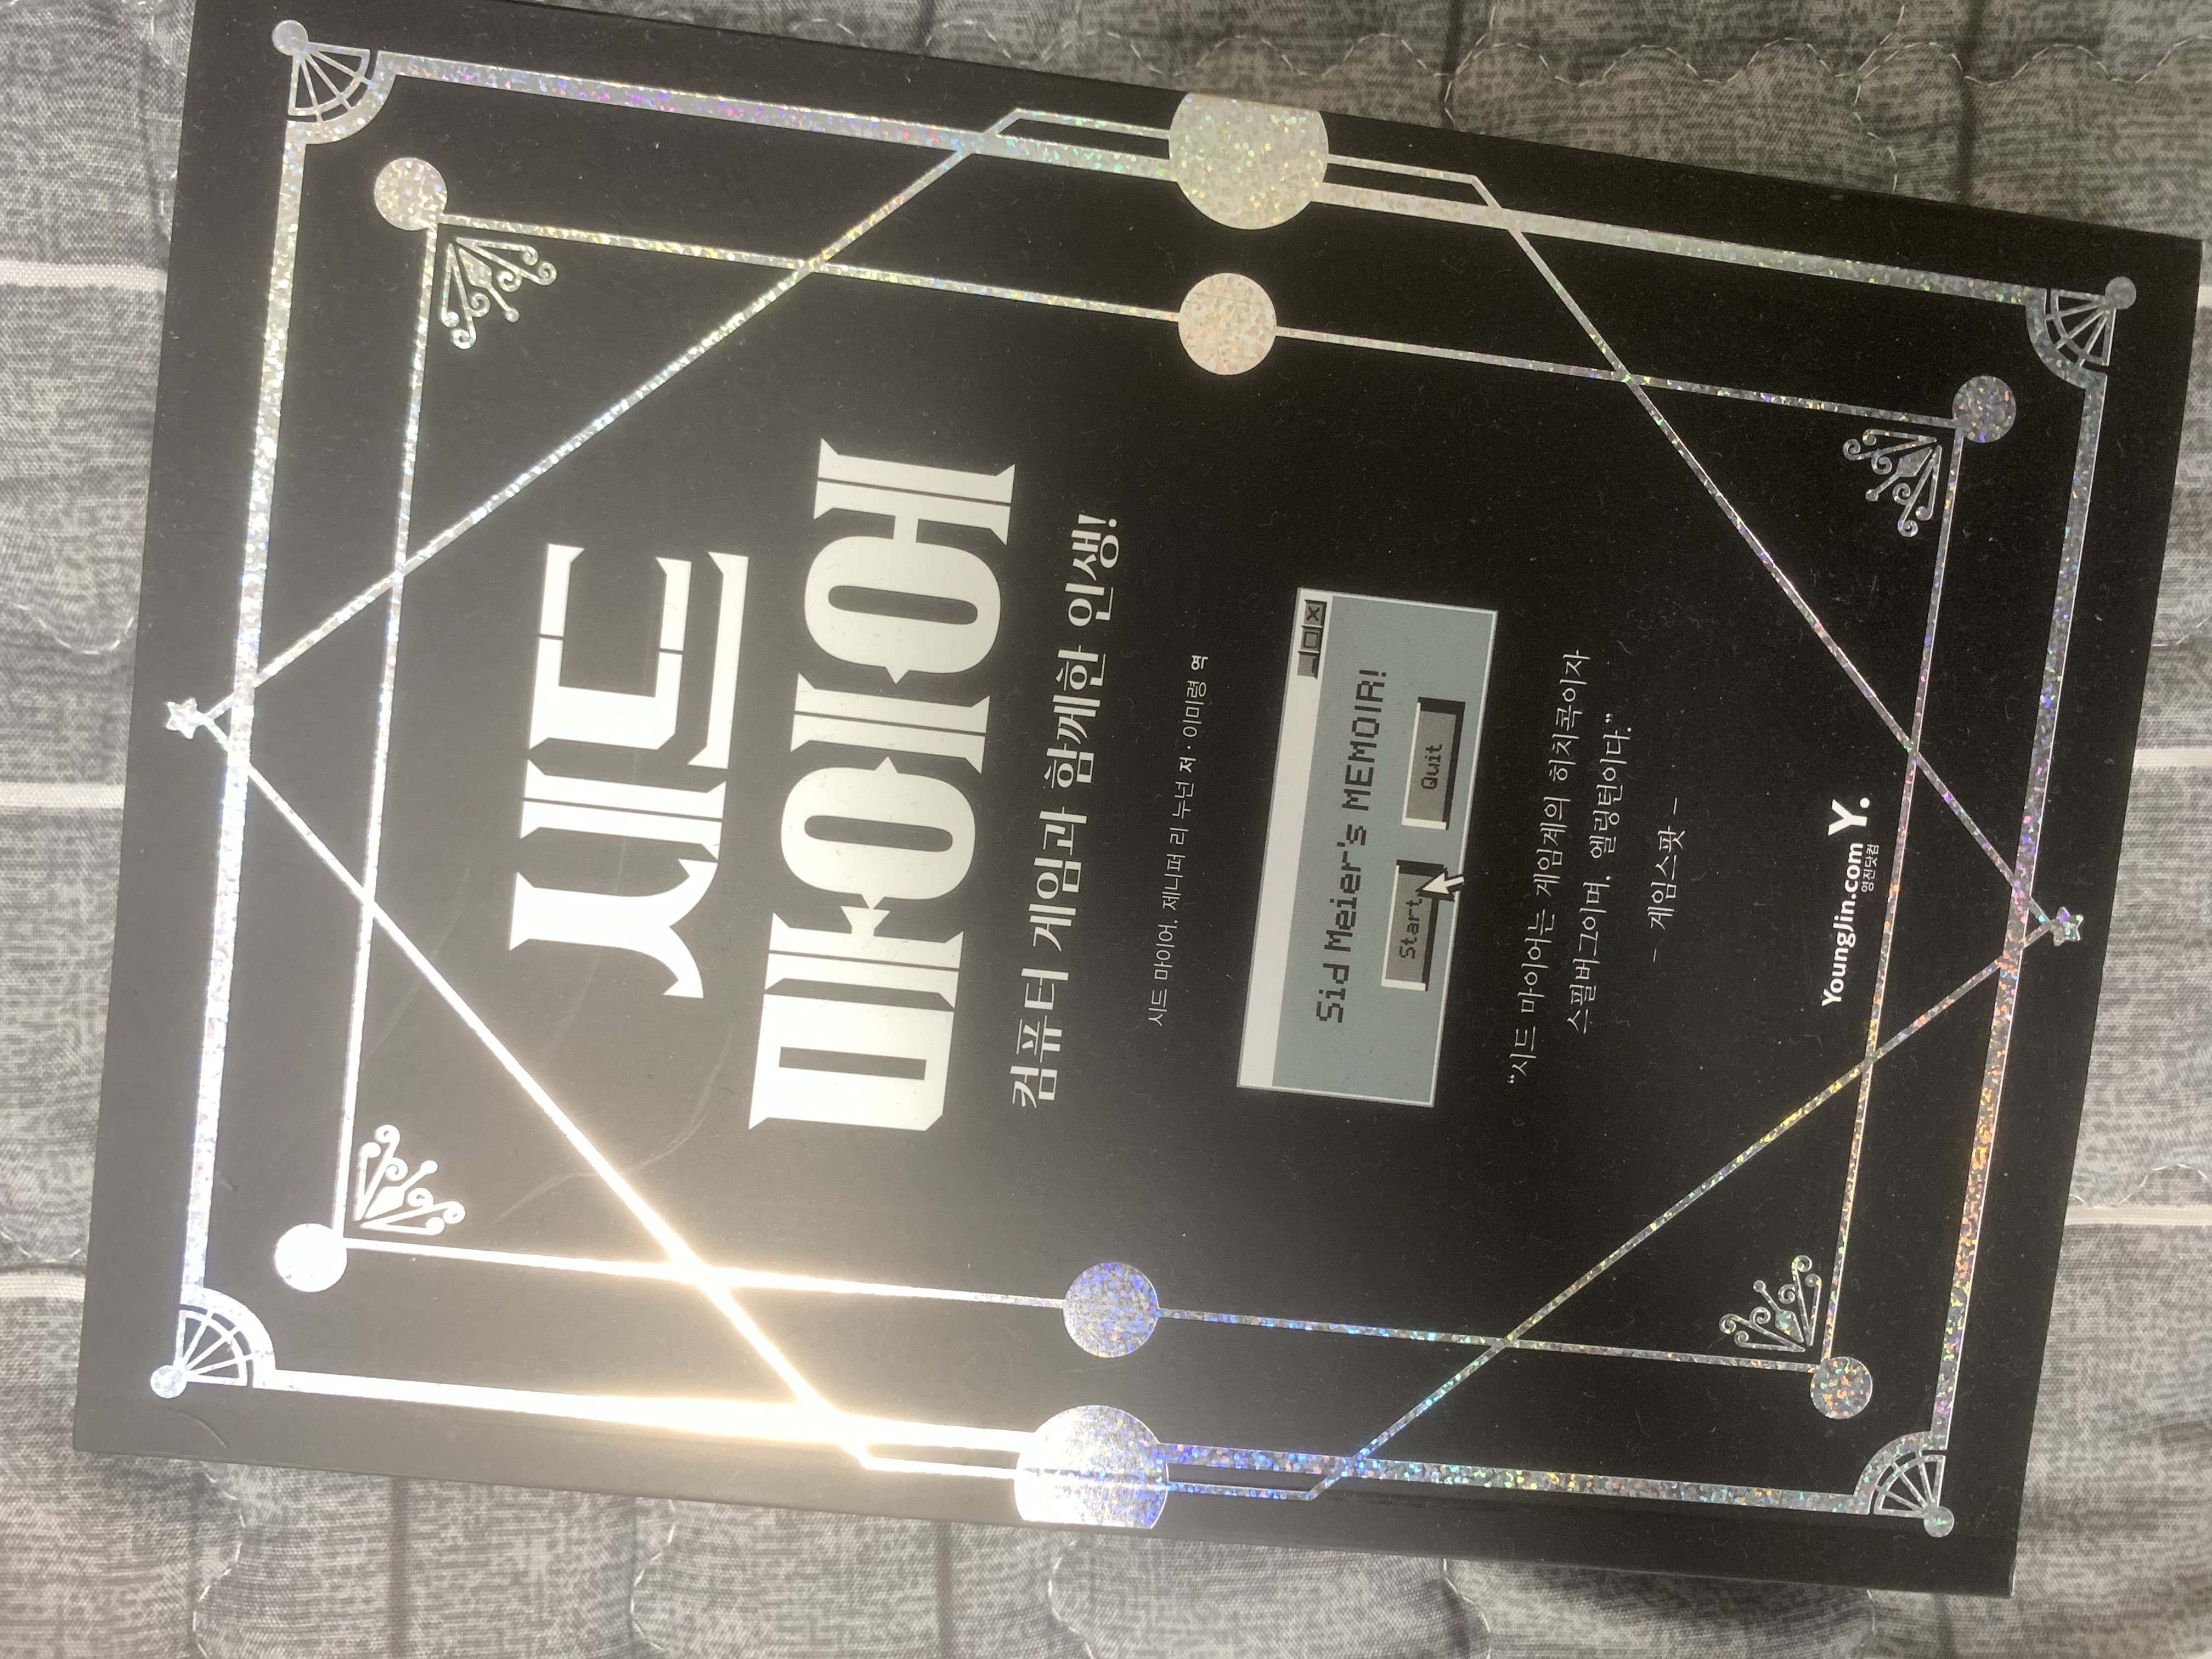 시드
마이어
컴퓨터 게임과 함께한 인생!
시드 마이어, 제니퍼 리 누넌 저 · 이미령 역
Sid Meier's MEMOIR!
Start
Quit
“시드 마이어는 게임계의 히치콕이자
스필버그이며, 엘링턴이다.”
– 게임스팟 –
YoungJin.com Y.
영진닷컴